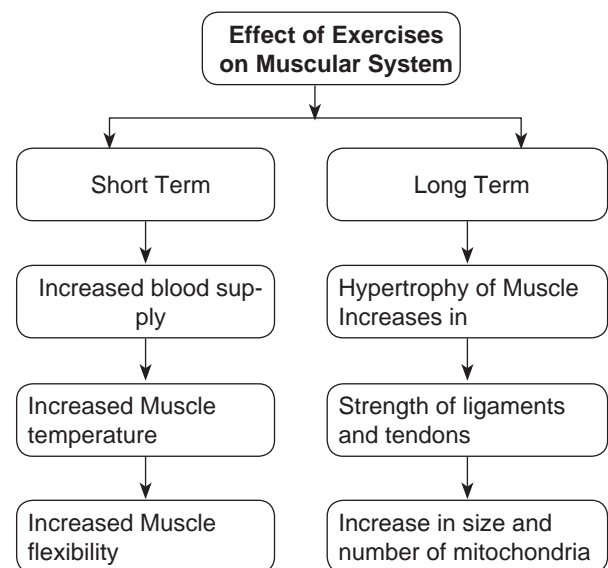 Effect of Exercises
on Muscular System
Short Term
Long Term
Increased blood sup-
ply
Hypertrophy of Muscle
Increases in
Increased Muscle
temperature
Strength of ligaments
and tendons
Increased Muscle
flexibility
Increase in size and
number of mitochondria